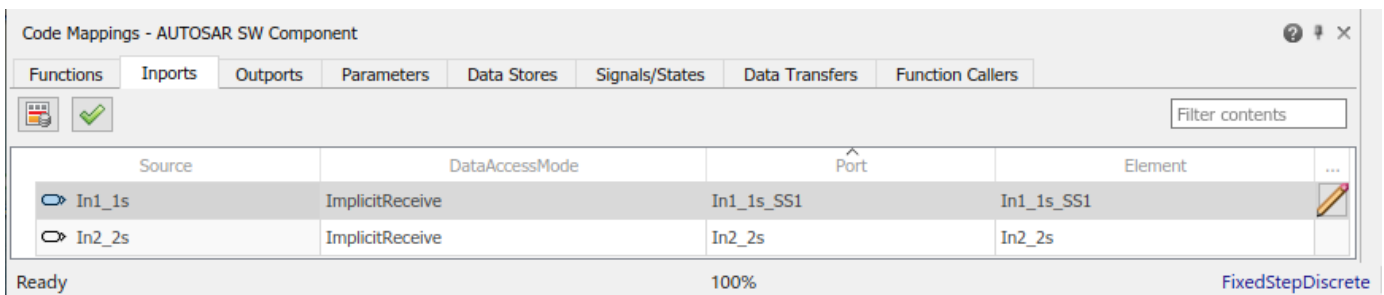 Code Mappings - AUTOSAR SW Component
Functions Inports Outports Parameters Data Stores Signals/States Data Transfers Function Callers
Filter contents
Source DataAccessMode Port Element ...
In1_1s ImplicitReceive In1_1s_SS1 In1_1s_SS1
In2_2s ImplicitReceive In2_2s In2_2s
Ready 100% FixedStepDiscrete